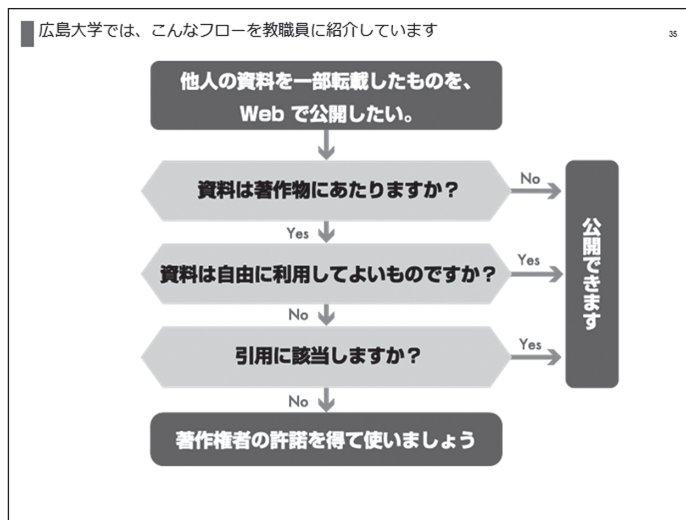 広島大学では、こんなフローを教職員に紹介しています
35
他人の資料を一部転載したものを、
Web で公開したい。
資料は著作物にあたりますか？
No
Yes
資料は自由に利用してよいものですか？
Yes
No
引用に該当しますか？
Yes
No
公開できます
著作権者の許諾を得て使いましょう